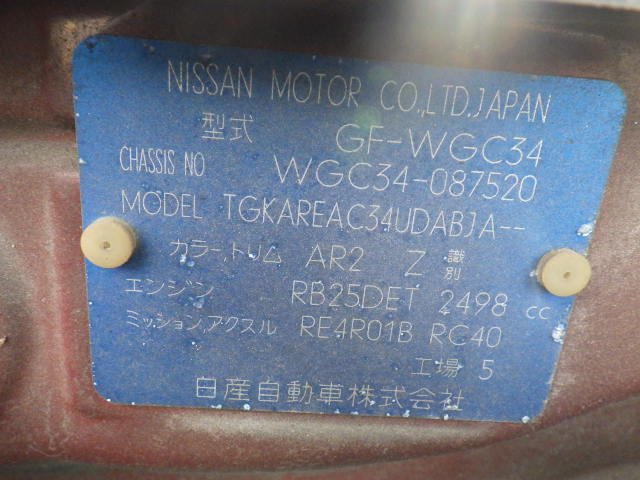 NISSAN MOTOR CO.,LTD.JAPAN
型式 GF-WGC34
CHASSIS NO WGC34-087520
MODEL TGKAREAC34UDABJA--
カラー,トリム AR2 Z 識別
エンジン RB25DET 2498 cc
ミッション,アクスル RE4R01B RC40
工場 5
日産自動車株式会社